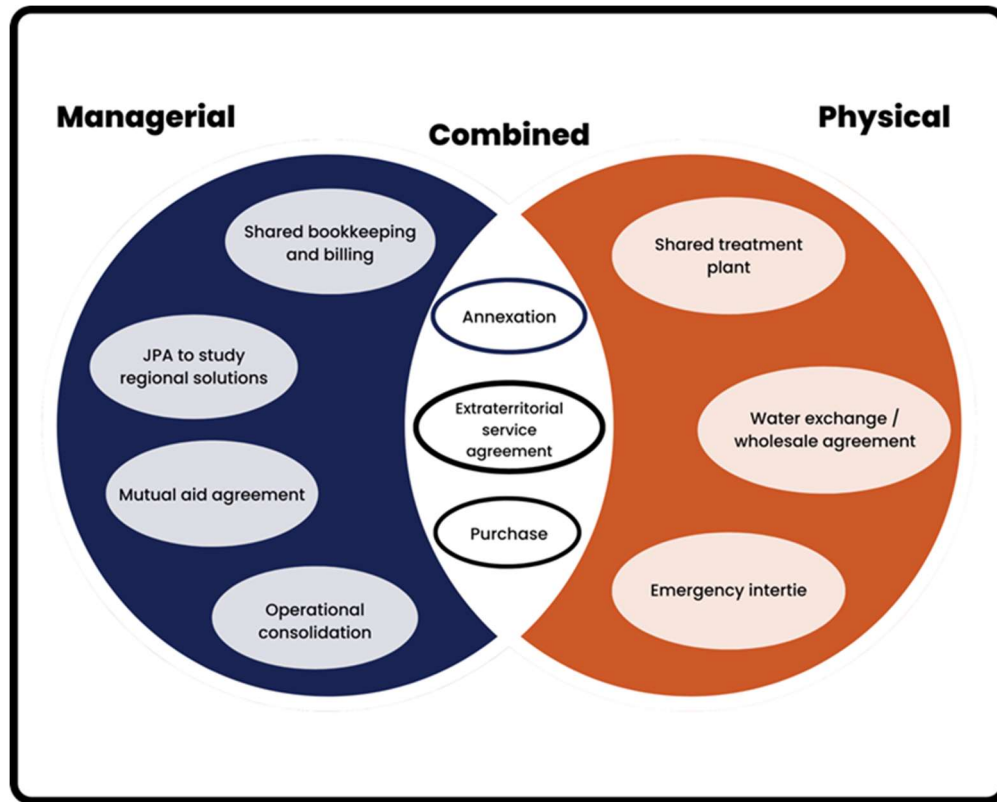 Managerial
Combined
Physical
Shared bookkeeping
and billing
JPA to study
regional solutions
Mutual aid agreement
Operational
consolidation
Annexation
Extraterritorial
service
agreement
Purchase
Shared treatment
plant
Water exchange /
wholesale agreement
Emergency intertie